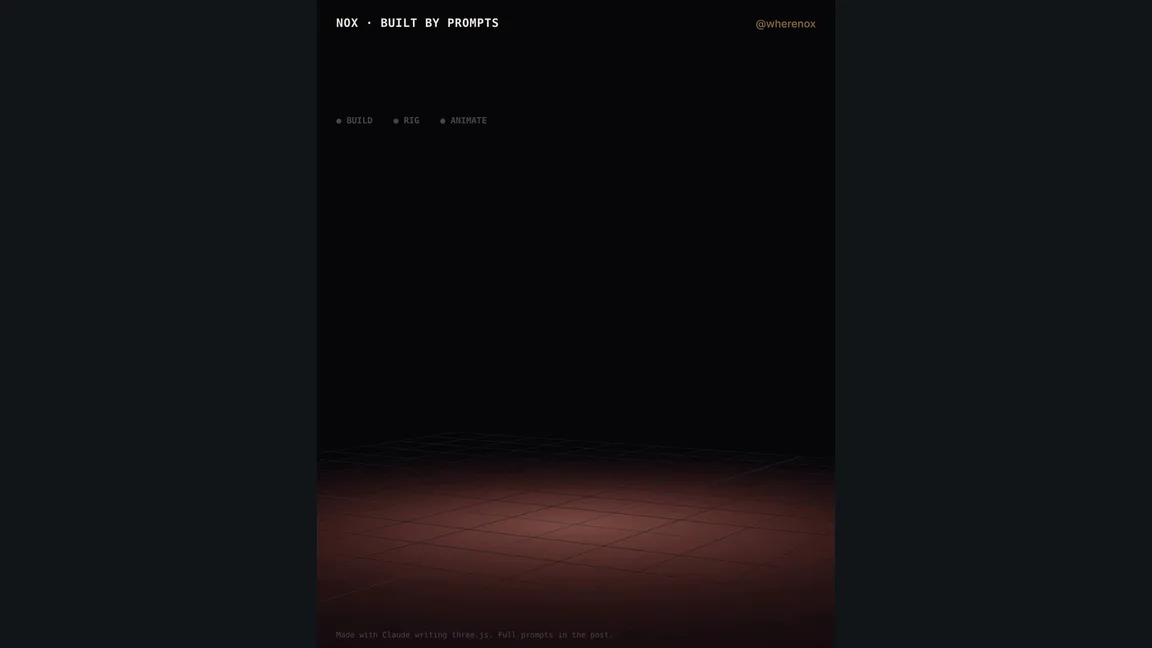 NOX · BUILT BY PROMPTS
@wherenox
● BUILD ● RIG ● ANIMATE
Made with Claude writing three.js. Full prompts in the post.